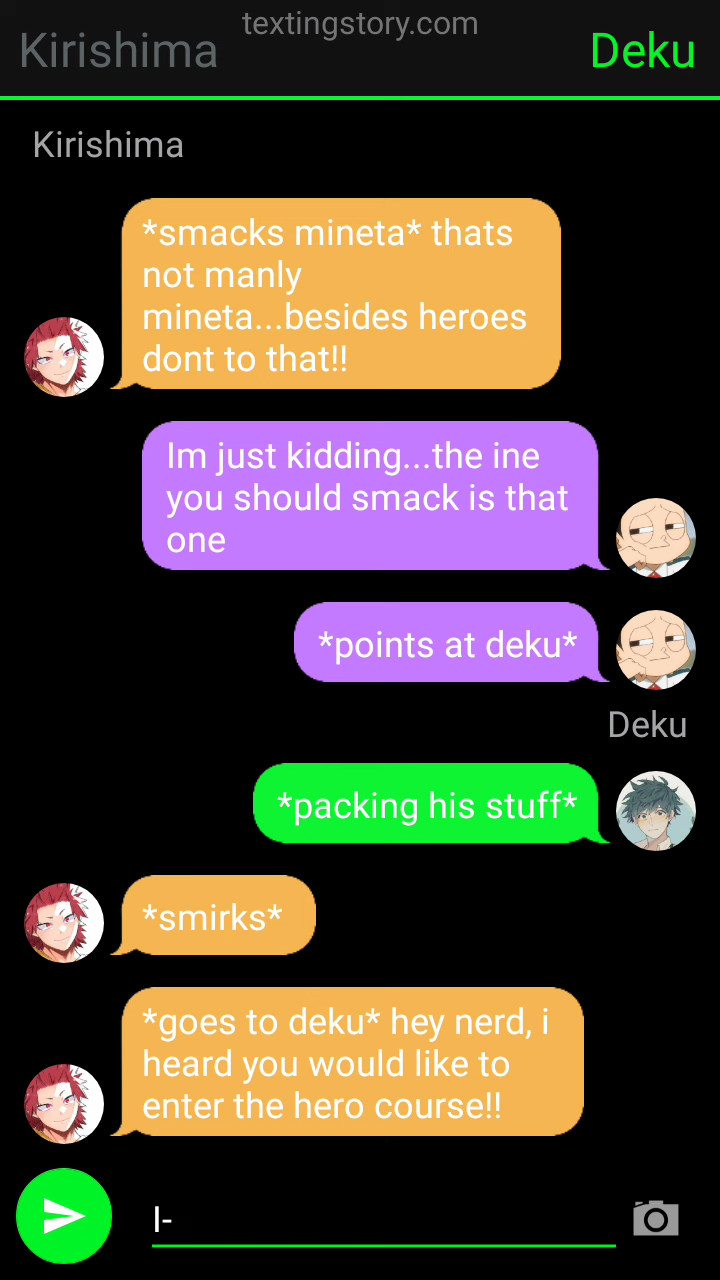 textingstory.com
Kirishima
Deku
Kirishima
*smacks mineta* thats
not manly
mineta...besides heroes
dont to that!!
Im just kidding...the ine
you should smack is that
one
*points at deku*
Deku
*packing his stuff*
*smirks*
*goes to deku* hey nerd, i
heard you would like to
enter the hero course!!
I-